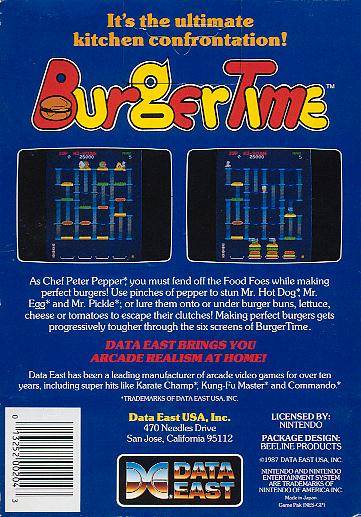 It's the ultimate
kitchen confrontation!
BurgerTime™
As Chef Peter Pepper,* you must fend off the Food Foes while making
perfect burgers! Use pinches of pepper to stun Mr. Hot Dog,* Mr.
Egg* and Mr. Pickle*; or lure them onto or under burger buns, lettuce,
cheese or tomatoes to escape their clutches! Making perfect burgers gets
progressively tougher through the six screens of BurgerTime.
DATA EAST BRINGS YOU
ARCADE REALISM AT HOME!
Data East has been a leading manufacturer of arcade video games for over ten
years, including super hits like Karate Champ,* Kung-Fu Master* and Commando.*
*TRADEMARKS OF DATA EAST USA, INC.
Data East USA, Inc.
470 Needles Drive
San Jose, California 95112
DATA
EAST
LICENSED BY:
NINTENDO
PACKAGE DESIGN:
BEELINE PRODUCTS
©1987 DATA EAST USA, INC.
NINTENDO AND NINTENDO
ENTERTAINMENT SYSTEM
ARE TRADEMARKS OF
NINTENDO OF AMERICA INC.
Made in Japan
Game Pak (NES-GP)